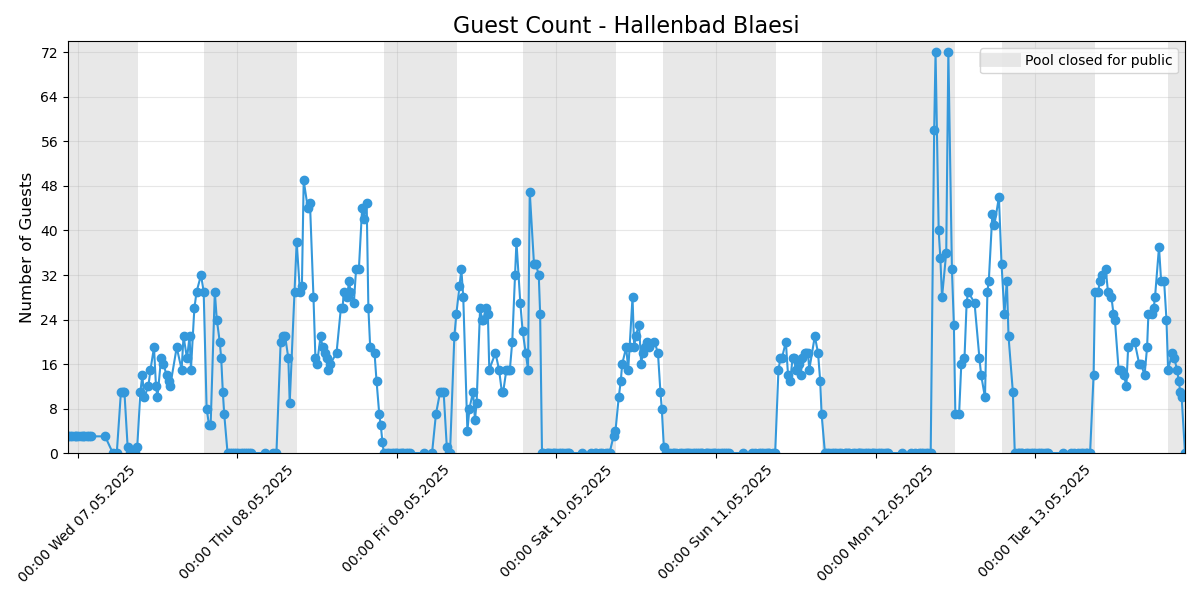 Guest Count - Hallenbad Blaesi
Pool closed for public
Number of Guests
72
64
56
48
40
32
24
16
8
0
00:00 Wed 07.05.2025
00:00 Thu 08.05.2025
00:00 Fri 09.05.2025
00:00 Sat 10.05.2025
00:00 Sun 11.05.2025
00:00 Mon 12.05.2025
00:00 Tue 13.05.2025